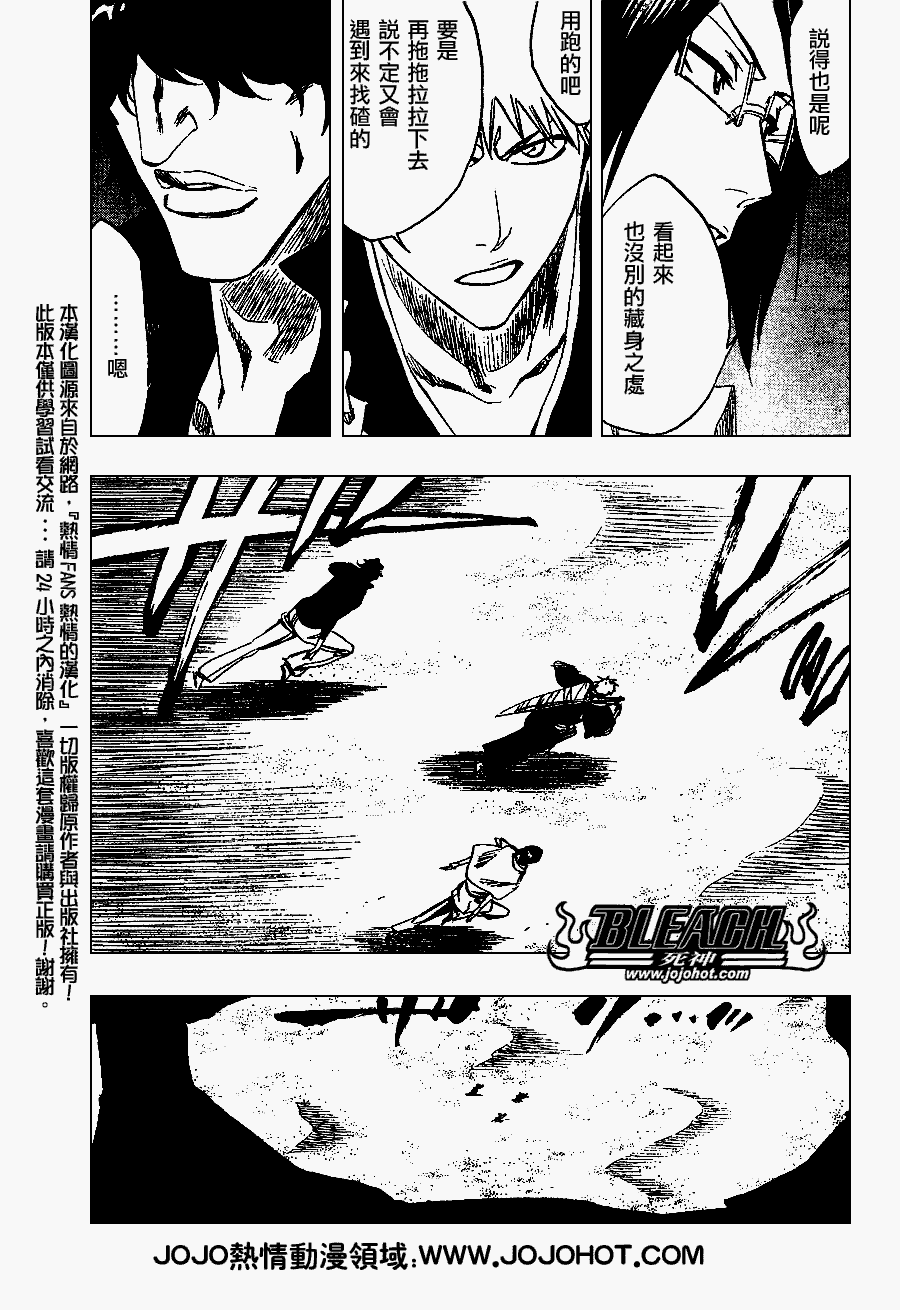 説得也是呢
看起來
也沒別的藏身之處
用跑的吧
要是
再拖拖拉拉下去
說不定又會
遇到來找碴的
………嗯
本漢化圖源來自於網路，『熱情FANS 熱情的漢化』一切版權歸原作者與出版社擁有！
此版本僅供學習試看交流… 請 24 小時之內消除，喜歡這套漫畫請購買正版！謝謝。
BLEACH
死神
www.jojohot.com
JOJO熱情動漫領域:WWW.JOJOHOT.COM